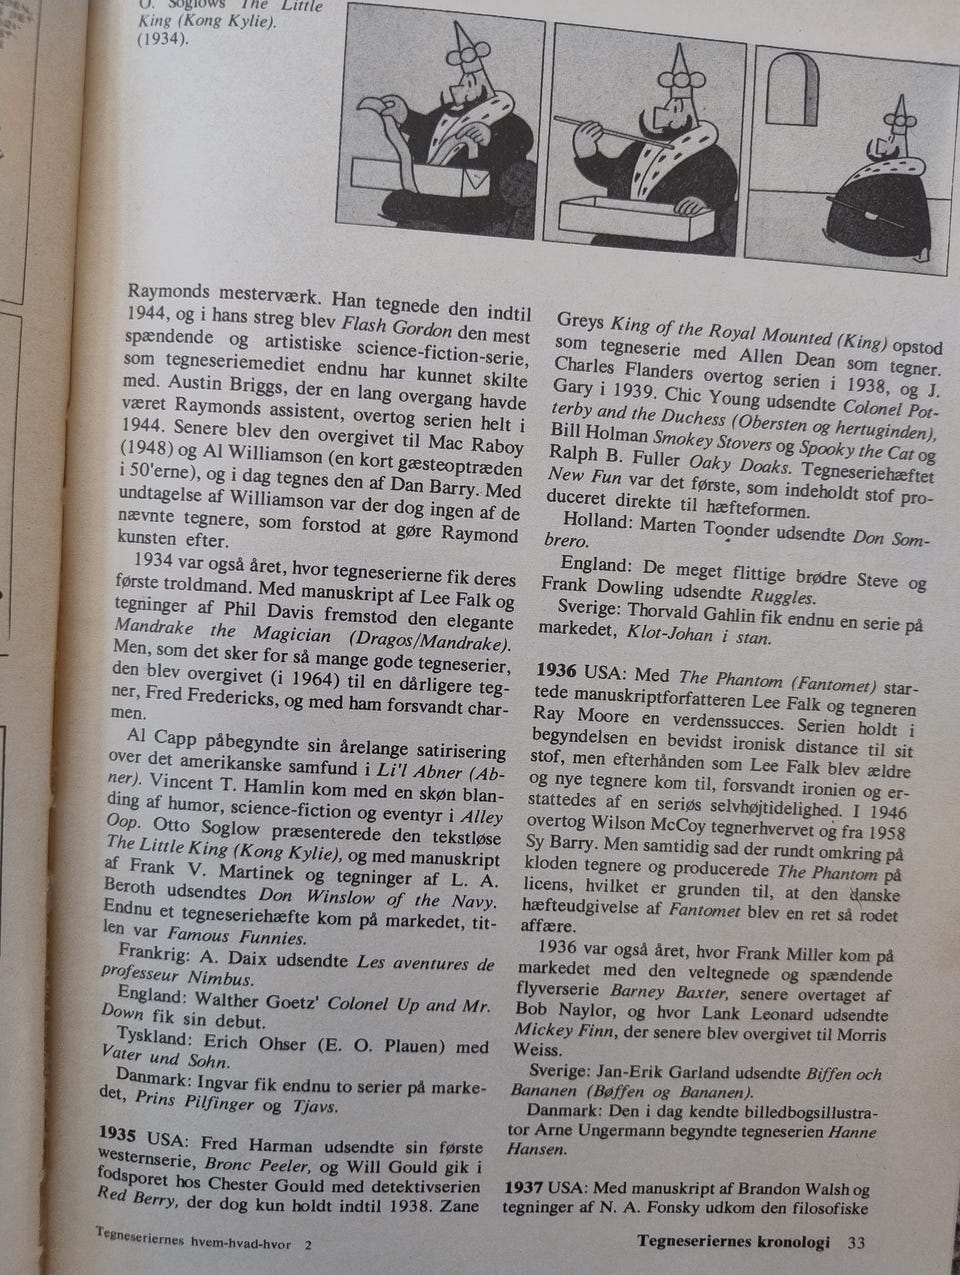 O. Soglows The Little
King (Kong Kylie).
(1934).
Raymonds mesterværk. Han tegnede den indtil
1944, og i hans streg blev Flash Gordon den mest
spændende og artistiske science-fiction-serie,
som tegneseriemediet endnu har kunnet skilte
med. Austin Briggs, der en lang overgang havde
været Raymonds assistent, overtog serien helt i
1944. Senere blev den overgivet til Mac Raboy
(1948) og Al Williamson (en kort gæsteoptræden
i 50'erne), og i dag tegnes den af Dan Barry. Med
undtagelse af Williamson var der dog ingen af de
nævnte tegnere, som forstod at gøre Raymond
kunsten efter.
1934 var også året, hvor tegneserierne fik deres
første troldmand. Med manuskript af Lee Falk og
tegninger af Phil Davis fremstod den elegante
Mandrake the Magician (Dragos/Mandrake).
Men, som det sker for så mange gode tegneserier,
den blev overgivet (i 1964) til en dårligere teg-
ner, Fred Fredericks, og med ham forsvandt char-
men.
Al Capp påbegyndte sin årelange satirisering
over det amerikanske samfund i Li'l Abner (Ab-
ner). Vincent T. Hamlin kom med en skøn blan-
ding af humor, science-fiction og eventyr i Alley
Oop. Otto Soglow præsenterede den tekstløse
The Little King (Kong Kylie), og med manuskript
af Frank V. Martinek og tegninger af L. A.
Beroth udsendtes Don Winslow of the Navy.
Endnu et tegneseriehæfte kom på markedet, tit-
len var Famous Funnies.
Frankrig: A. Daix udsendte Les aventures de
professeur Nimbus.
England: Walther Goetz' Colonel Up and Mr.
Down fik sin debut.
Tyskland: Erich Ohser (E. O. Plauen) med
Vater und Sohn.
Danmark: Ingvar fik endnu to serier på marke-
det, Prins Pilfinger og Tjavs.
1935 USA: Fred Harman udsendte sin første
westernserie, Bronc Peeler, og Will Gould gik i
fodsporet hos Chester Gould med detektivserien
Red Berry, der dog kun holdt indtil 1938. Zane
Greys King of the Royal Mounted (King) opstod
som tegneserie med Allen Dean som tegner.
Charles Flanders overtog serien i 1938, og J.
Gary i 1939. Chic Young udsendte Colonel Pot-
terby and the Duchess (Obersten og hertuginden),
Bill Holman Smokey Stovers og Spooky the Cat og
Ralph B. Fuller Oaky Doaks. Tegneseriehæftet
New Fun var det første, som indeholdt stof pro-
duceret direkte til hæfteformen.
Holland: Marten Toonder udsendte Don Som-
brero.
England: De meget flittige brødre Steve og
Frank Dowling udsendte Ruggles.
Sverige: Thorvald Gahlin fik endnu en serie på
markedet, Klot-Johan i stan.
1936 USA: Med The Phantom (Fantomet) star-
tede manuskriptforfatteren Lee Falk og tegneren
Ray Moore en verdenssucces. Serien holdt i
begyndelsen en bevidst ironisk distance til sit
stof, men efterhånden som Lee Falk blev ældre
og nye tegnere kom til, forsvandt ironien og er-
stattedes af en seriøs selvhøjtidelighed. I 1946
overtog Wilson McCoy tegnerhvervet og fra 1958
Sy Barry. Men samtidig sad der rundt omkring på
kloden tegnere og producerede The Phantom på
licens, hvilket er grunden til, at den danske
hæfteudgivelse af Fantomet blev en ret så rodet
affære.
1936 var også året, hvor Frank Miller kom på
markedet med den veltegnede og spændende
flyverserie Barney Baxter, senere overtaget af
Bob Naylor, og hvor Lank Leonard udsendte
Mickey Finn, der senere blev overgivet til Morris
Weiss.
Sverige: Jan-Erik Garland udsendte Biffen och
Bananen (Bøffen og Bananen).
Danmark: Den i dag kendte billedbogsillustra-
tor Arne Ungermann begyndte tegneserien Hanne
Hansen.
1937 USA: Med manuskript af Brandon Walsh og
tegninger af N. A. Fonsky udkom den filosofiske
Tegneseriernes hvem-hvad-hvor 2
Tegneseriernes kronologi 33